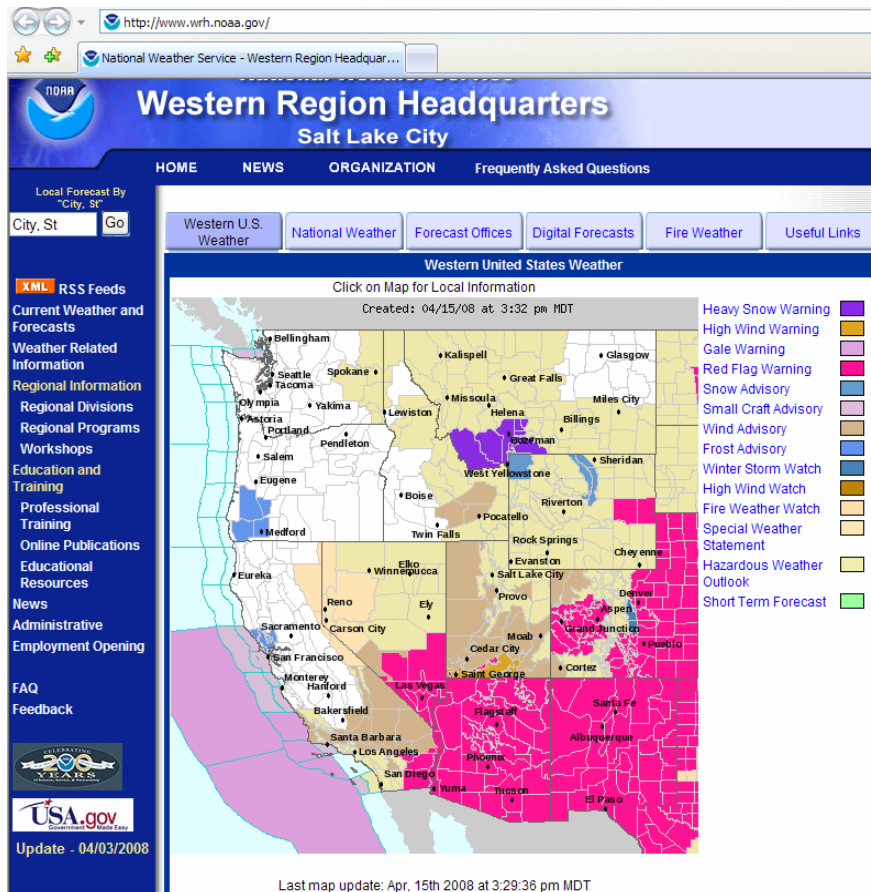 http://www.wrh.noaa.gov/
National Weather Service - Western Region Headquar...
NOAA
National Weather Service
Western Region Headquarters
Salt Lake City
HOME NEWS ORGANIZATION Frequently Asked Questions
Local Forecast By
"City, St"
City, St Go
Western U.S.
Weather
National Weather
Forecast Offices
Digital Forecasts
Fire Weather
Useful Links
Western United States Weather
Click on Map for Local Information
Created: 04/15/08 at 3:32 pm MDT
XML RSS Feeds
Current Weather and
Forecasts
Weather Related
Information
Regional Information
Regional Divisions
Regional Programs
Workshops
Education and
Training
Professional
Training
Online Publications
Educational
Resources
News
Administrative
Employment Opening
FAQ
Feedback
CELEBRATING
200
YEARS
USA.gov
Government Made Easy
Update - 04/03/2008
Bellingham
Seattle
Tacoma
Olympia
Astoria
Portland
Spokane
Yakima
Lewiston
Pendleton
Salem
Eugene
Medford
Kalispell
Glasgow
Great Falls
Missoula
Helena
Miles City
Billings
Bozeman
West Yellowstone
Sheridan
Boise
Twin Falls
Pocatello
Riverton
Rock Springs
Evanston
Cheyenne
Eureka
Elko
Winnemucca
Reno
Ely
Carson City
Sacramento
San Francisco
Monterey
Hanford
Bakersfield
Santa Barbara
Los Angeles
San Diego
Las Vegas
Salt Lake City
Provo
Moab
Cedar City
Saint George
Denver
Aspen
Grand Junction
Pueblo
Cortez
Flagstaff
Phoenix
Yuma
Tucson
Santa Fe
Albuquerque
El Paso
Heavy Snow Warning
High Wind Warning
Gale Warning
Red Flag Warning
Snow Advisory
Small Craft Advisory
Wind Advisory
Frost Advisory
Winter Storm Watch
High Wind Watch
Fire Weather Watch
Special Weather
Statement
Hazardous Weather
Outlook
Short Term Forecast
Last map update: Apr, 15th 2008 at 3:29:36 pm MDT